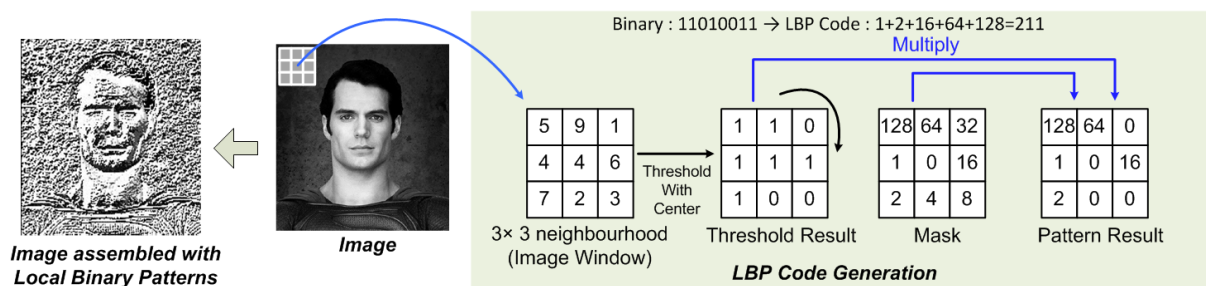 Binary : 11010011 → LBP Code : 1+2+16+64+128=211
Multiply
5 9 1
4 4 6
7 2 3
Threshold
With
Center
1 1 0
1 1 1
1 0 0
128 64 32
1 0 16
2 4 8
128 64 0
1 0 16
2 0 0
Image assembled with
Local Binary Patterns
Image
3× 3 neighbourhood
(Image Window)
Threshold Result
Mask
Pattern Result
LBP Code Generation